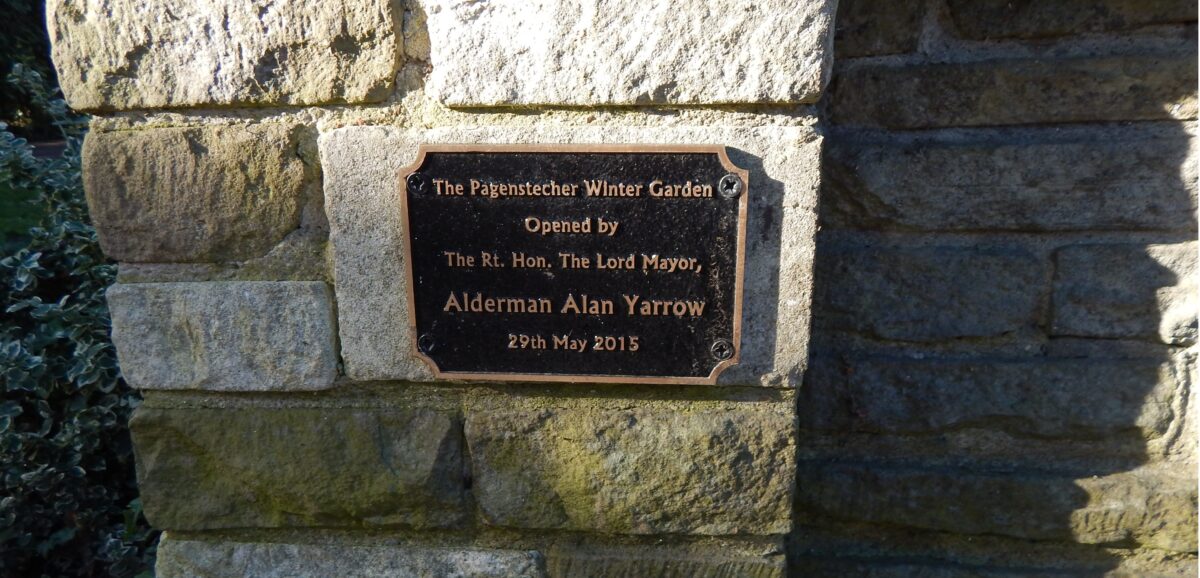 The Pagenstecher Winter Garden
Opened by
The Rt. Hon. The Lord Mayor,
Alderman Alan Yarrow
29th May 2015